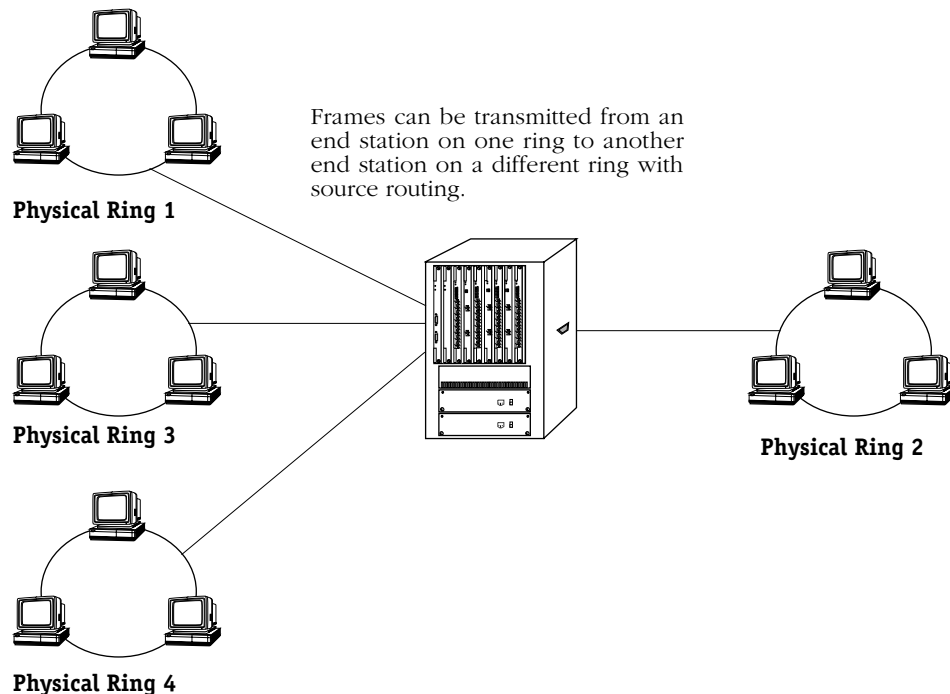 Frames can be transmitted from an
end station on one ring to another
end station on a different ring with
source routing.
Physical Ring 1
Physical Ring 3
Physical Ring 2
Physical Ring 4